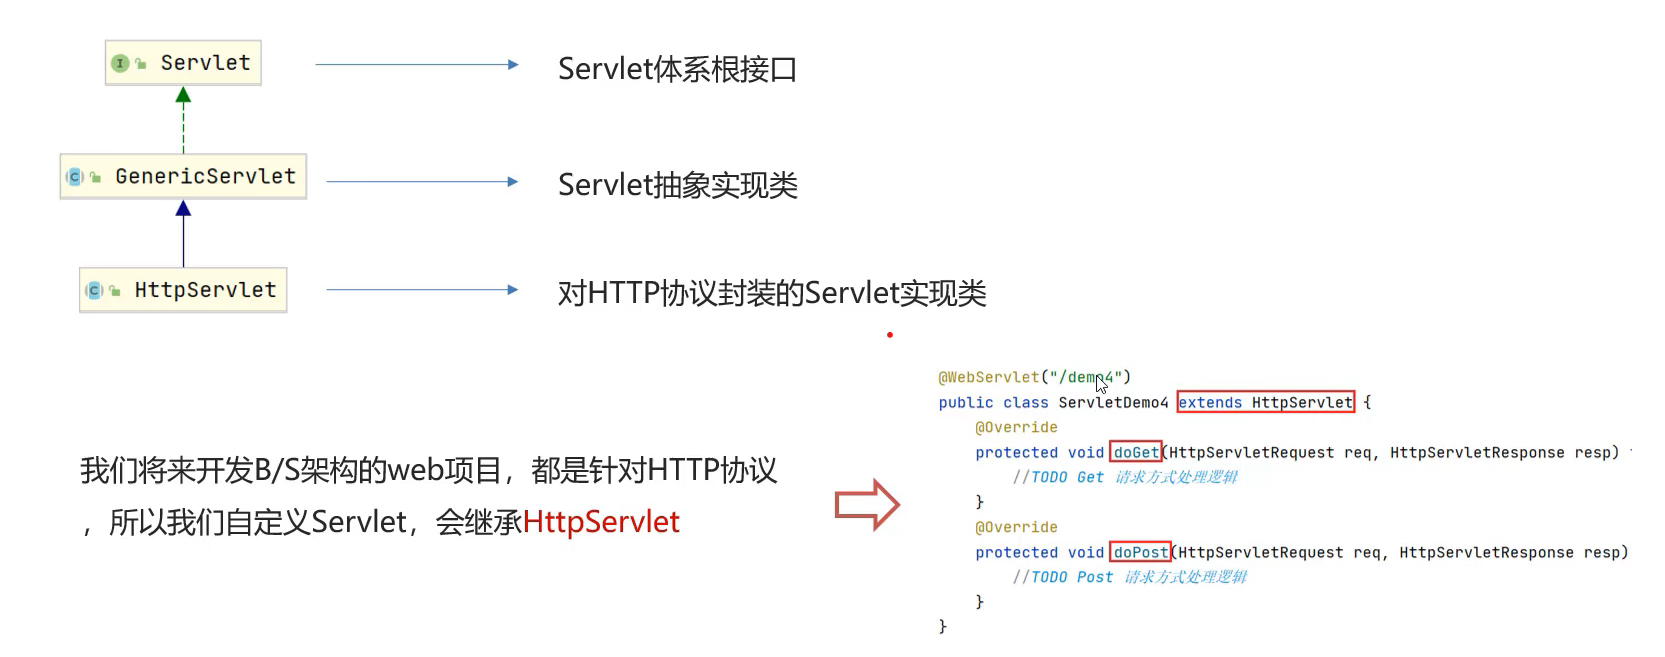 Servlet
Servlet体系根接口
GenericServlet
Servlet抽象实现类
HttpServlet
对HTTP协议封装的Servlet实现类
我们将来开发B/S架构的web项目，都是针对HTTP协议
，所以我们自定义Servlet，会继承HttpServlet
@WebServlet("/demo4")
public class ServletDemo4 extends HttpServlet {
@Override
protected void doGet(HttpServletRequest req, HttpServletResponse resp)
//TODO Get 请求方式处理逻辑
}
@Override
protected void doPost(HttpServletRequest req, HttpServletResponse resp)
//TODO Post 请求方式处理逻辑
}
}